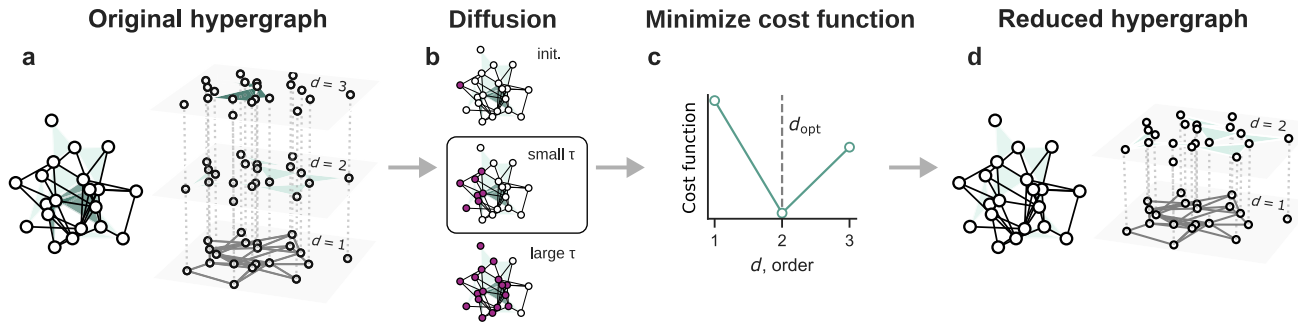 Original hypergraph
Diffusion
Minimize cost function
Reduced hypergraph
a
d = 3
d = 2
d = 1
b
init.
small τ
large τ
c
Cost function
d_opt
1 2 3
d, order
d
d = 2
d = 1